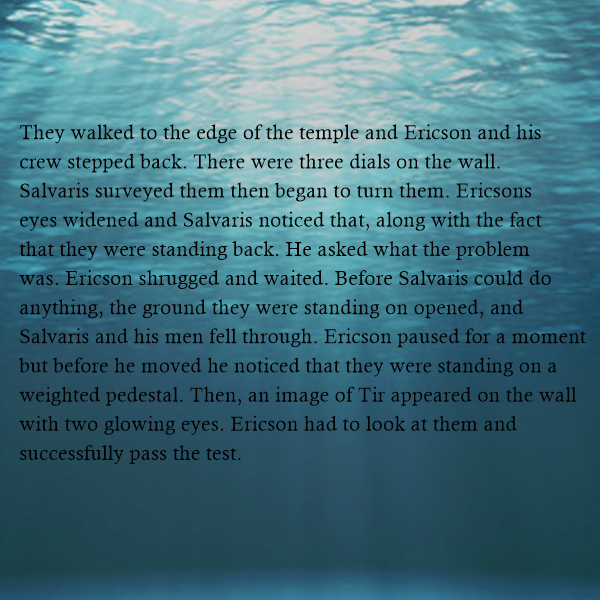 They walked to the edge of the temple and Ericson and his
crew stepped back. There were three dials on the wall.
Salvaris surveyed them then began to turn them. Ericsons
eyes widened and Salvaris noticed that, along with the fact
that they were standing back. He asked what the problem
was. Ericson shrugged and waited. Before Salvaris could do
anything, the ground they were standing on opened, and
Salvaris and his men fell through. Ericson paused for a moment
but before he moved he noticed that they were standing on a
weighted pedestal. Then, an image of Tir appeared on the wall
with two glowing eyes. Ericson had to look at them and
successfully pass the test.